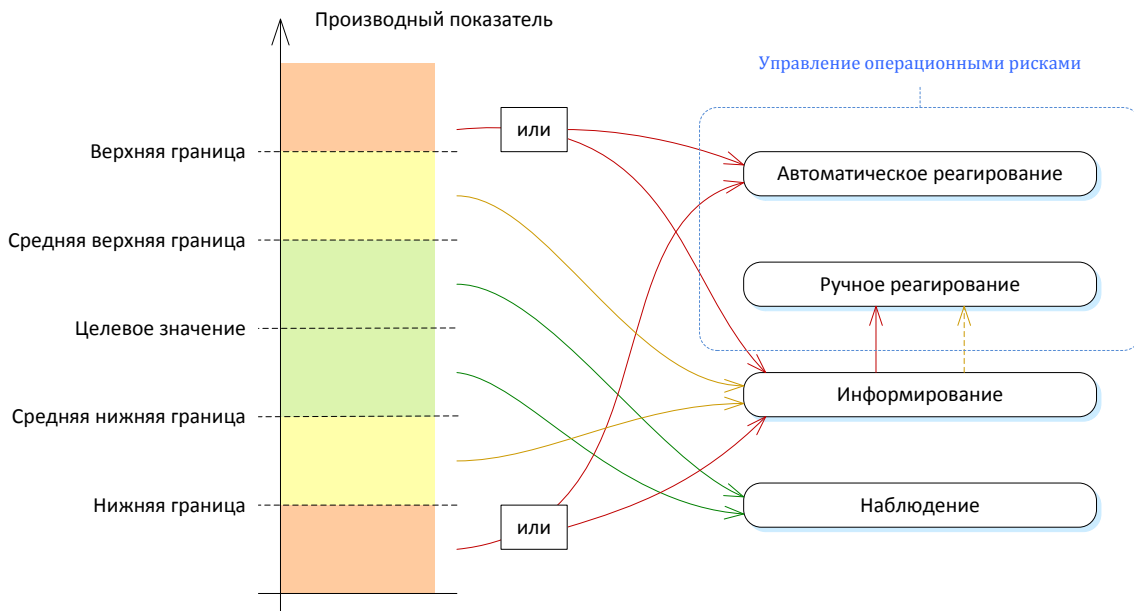 Производный показатель
Управление операционными рисками
или
Верхняя граница
Автоматическое реагирование
Средняя верхняя граница
Ручное реагирование
Целевое значение
Информирование
Средняя нижняя граница
Нижняя граница
Наблюдение
или